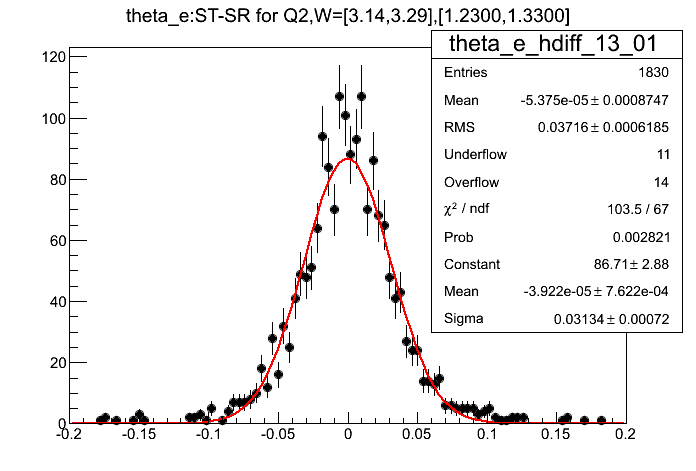 theta_e:ST-SR for Q2,W=[3.14,3.29],[1.2300,1.3300]
theta_e_hdiff_13_01
Entries 1830
Mean -5.375e-05 ± 0.0008747
RMS 0.03716 ± 0.0006185
Underflow 11
Overflow 14
χ² / ndf 103.5 / 67
Prob 0.002821
Constant 86.71 ± 2.88
Mean -3.922e-05 ± 7.622e-04
Sigma 0.03134 ± 0.00072
120
100
80
60
40
20
0
-0.2 -0.15 -0.1 -0.05 0 0.05 0.1 0.15 0.2